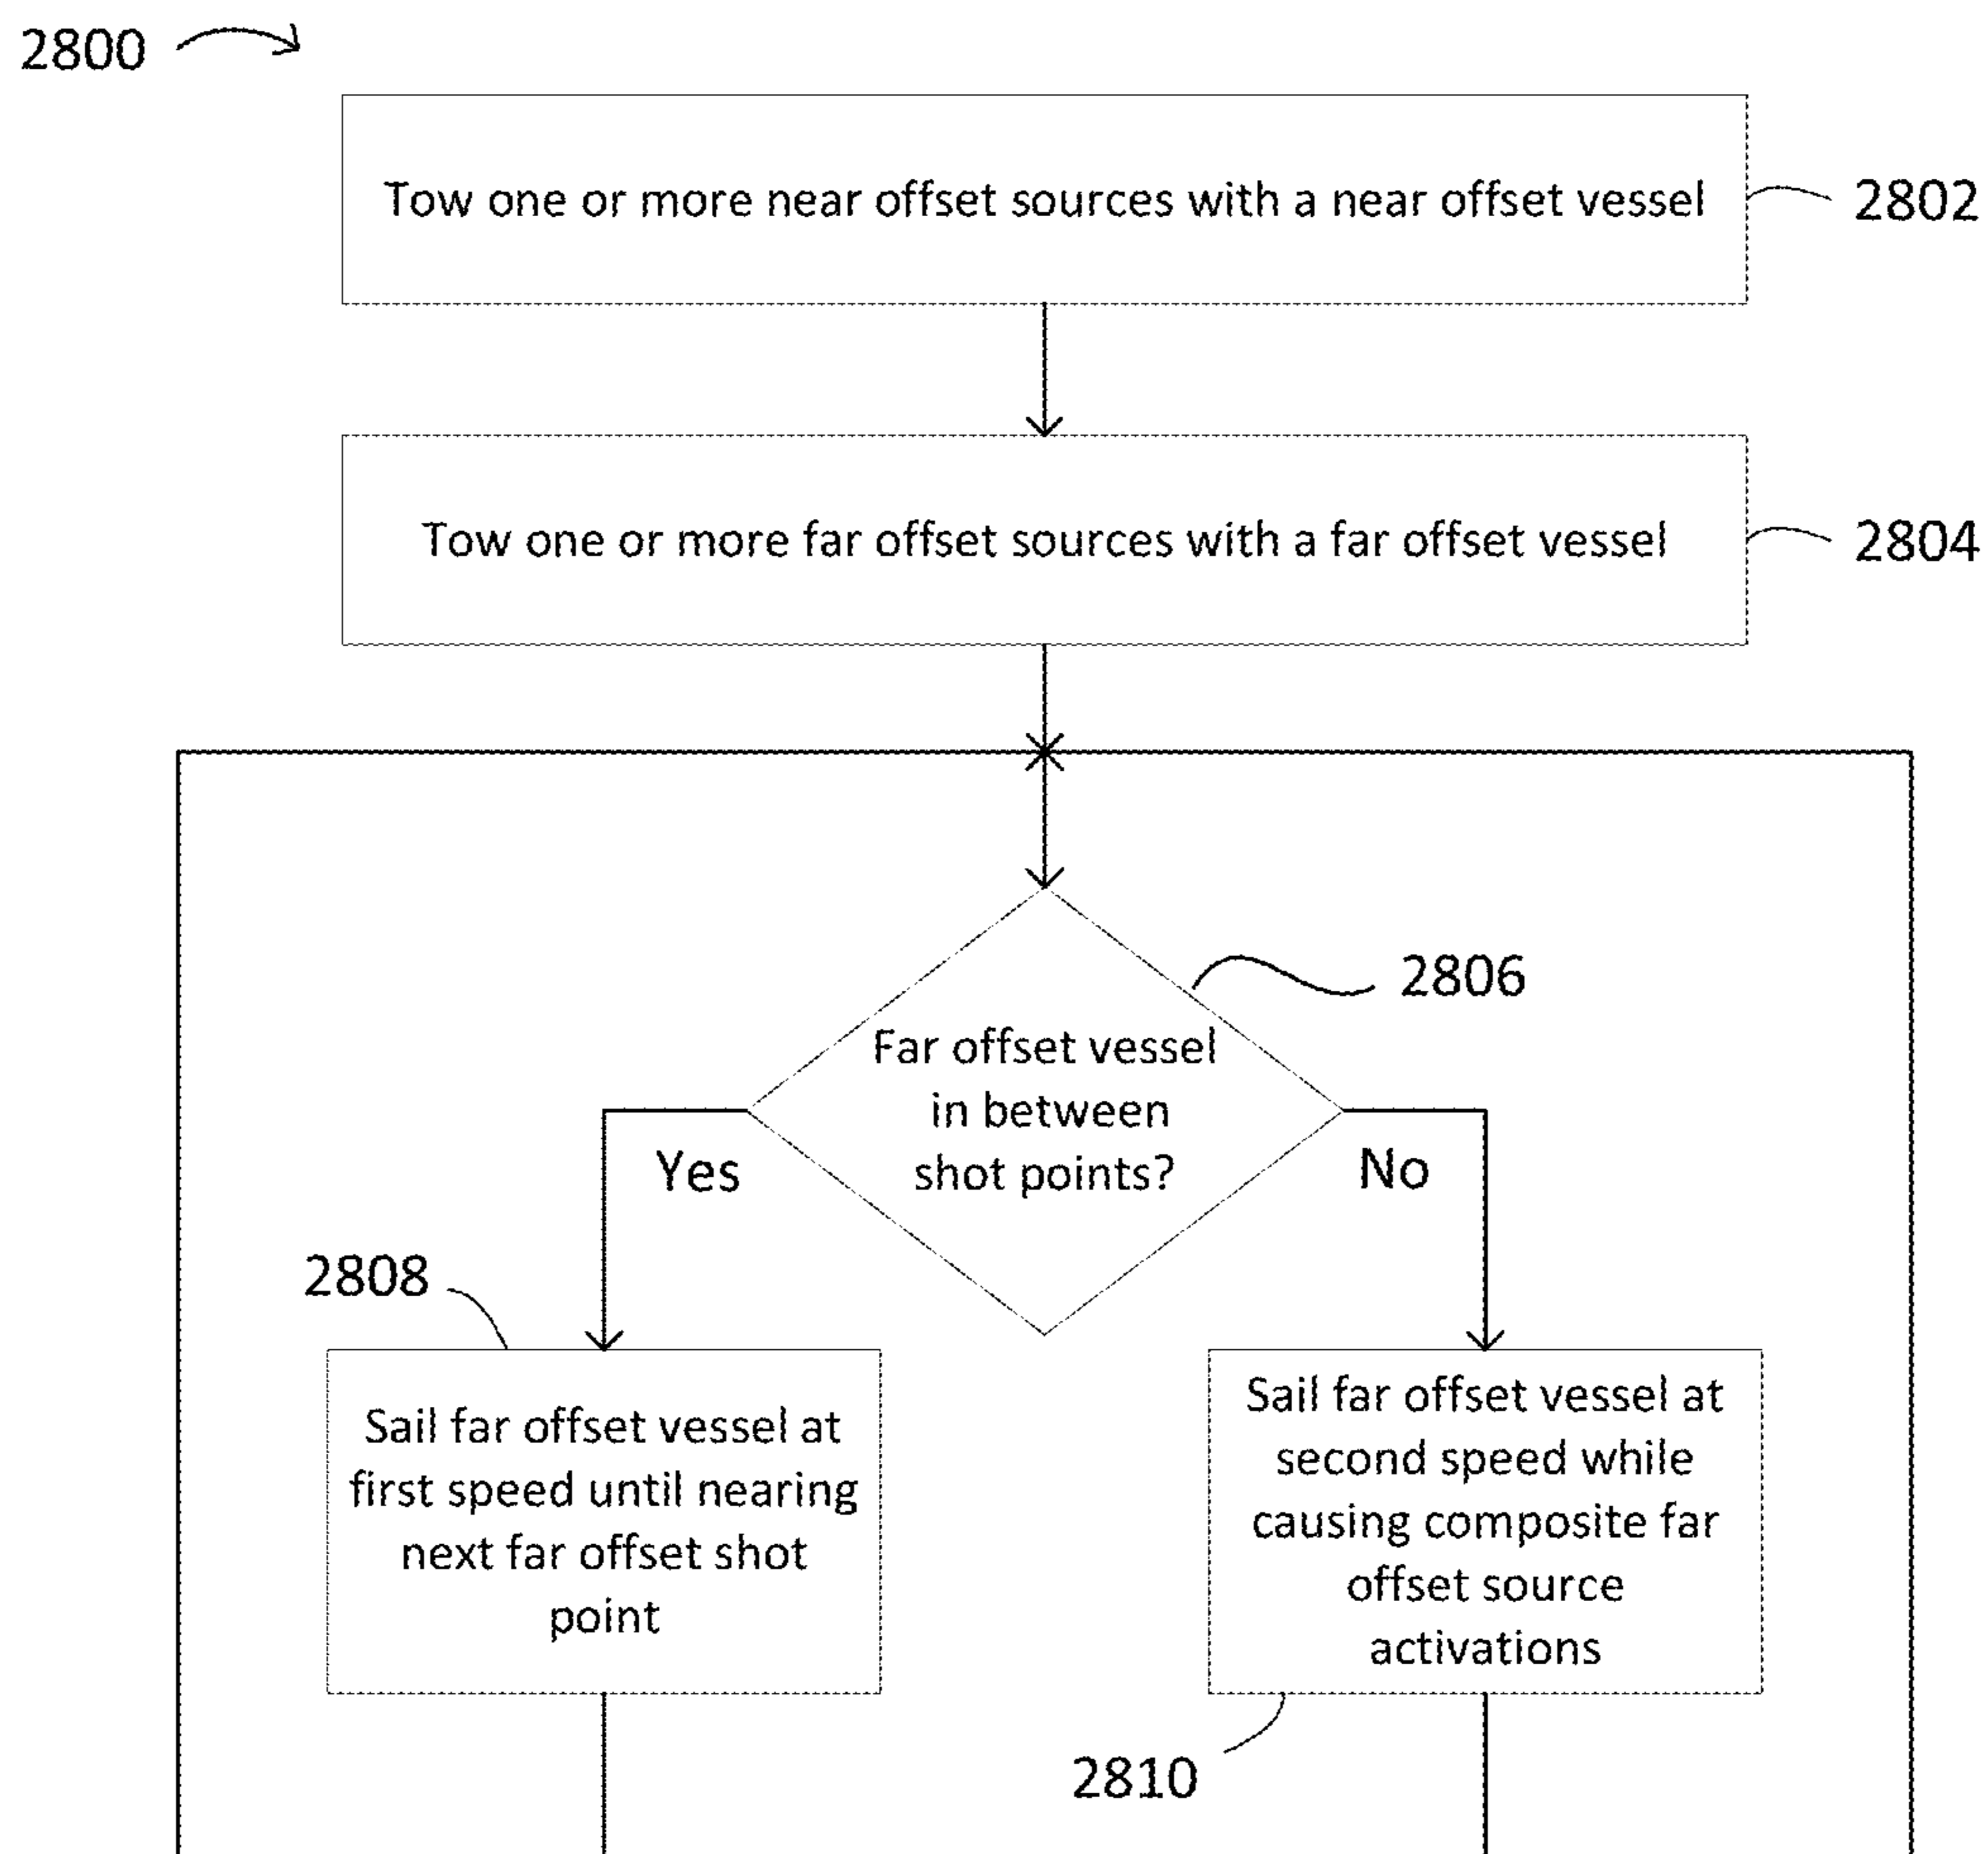 2800
Tow one or more near offset sources with a near offset vessel
2802
Tow one or more far offset sources with a far offset vessel
2804
2806
Far offset vessel
in between
shot points?
Yes
No
2808
Sail far offset vessel at
first speed until nearing
next far offset shot
point
Sail far offset vessel at
second speed while
causing composite far
offset source
activations
2810